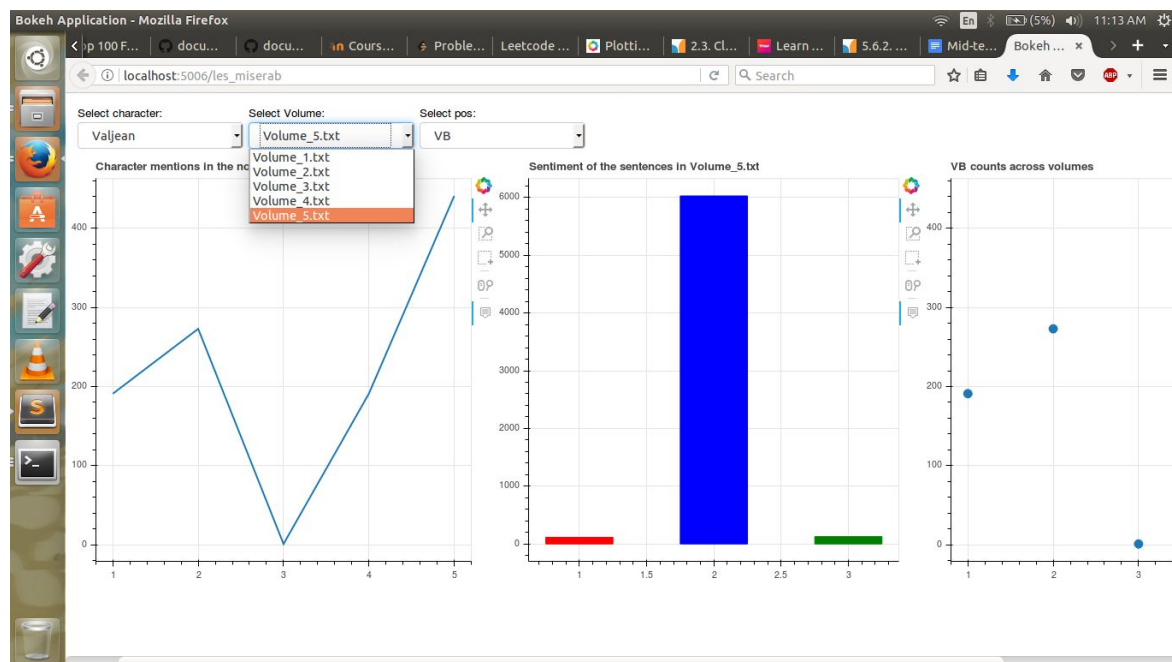 Bokeh Application - Mozilla Firefox
En
(5%)
11:13 AM
op 100 F...
docu...
docu...
Cours...
Proble...
Leetcode ...
Plotti...
2.3. Cl...
Learn ...
5.6.2. ...
Mid-te...
Bokeh ...
localhost:5006/les_miserab
Search
ABP
Select character:
Select Volume:
Select pos:
Valjean
Volume_5.txt
VB
Volume_1.txt
Volume_2.txt
Volume_3.txt
Volume_4.txt
Volume_5.txt
Character mentions in the no
400
300
200
100
0
1 2 3 4 5
Sentiment of the sentences in Volume_5.txt
6000
5000
4000
3000
2000
1000
0
1 1.5 2 2.5 3
VB counts across volumes
400
300
200
100
0
1 2 3